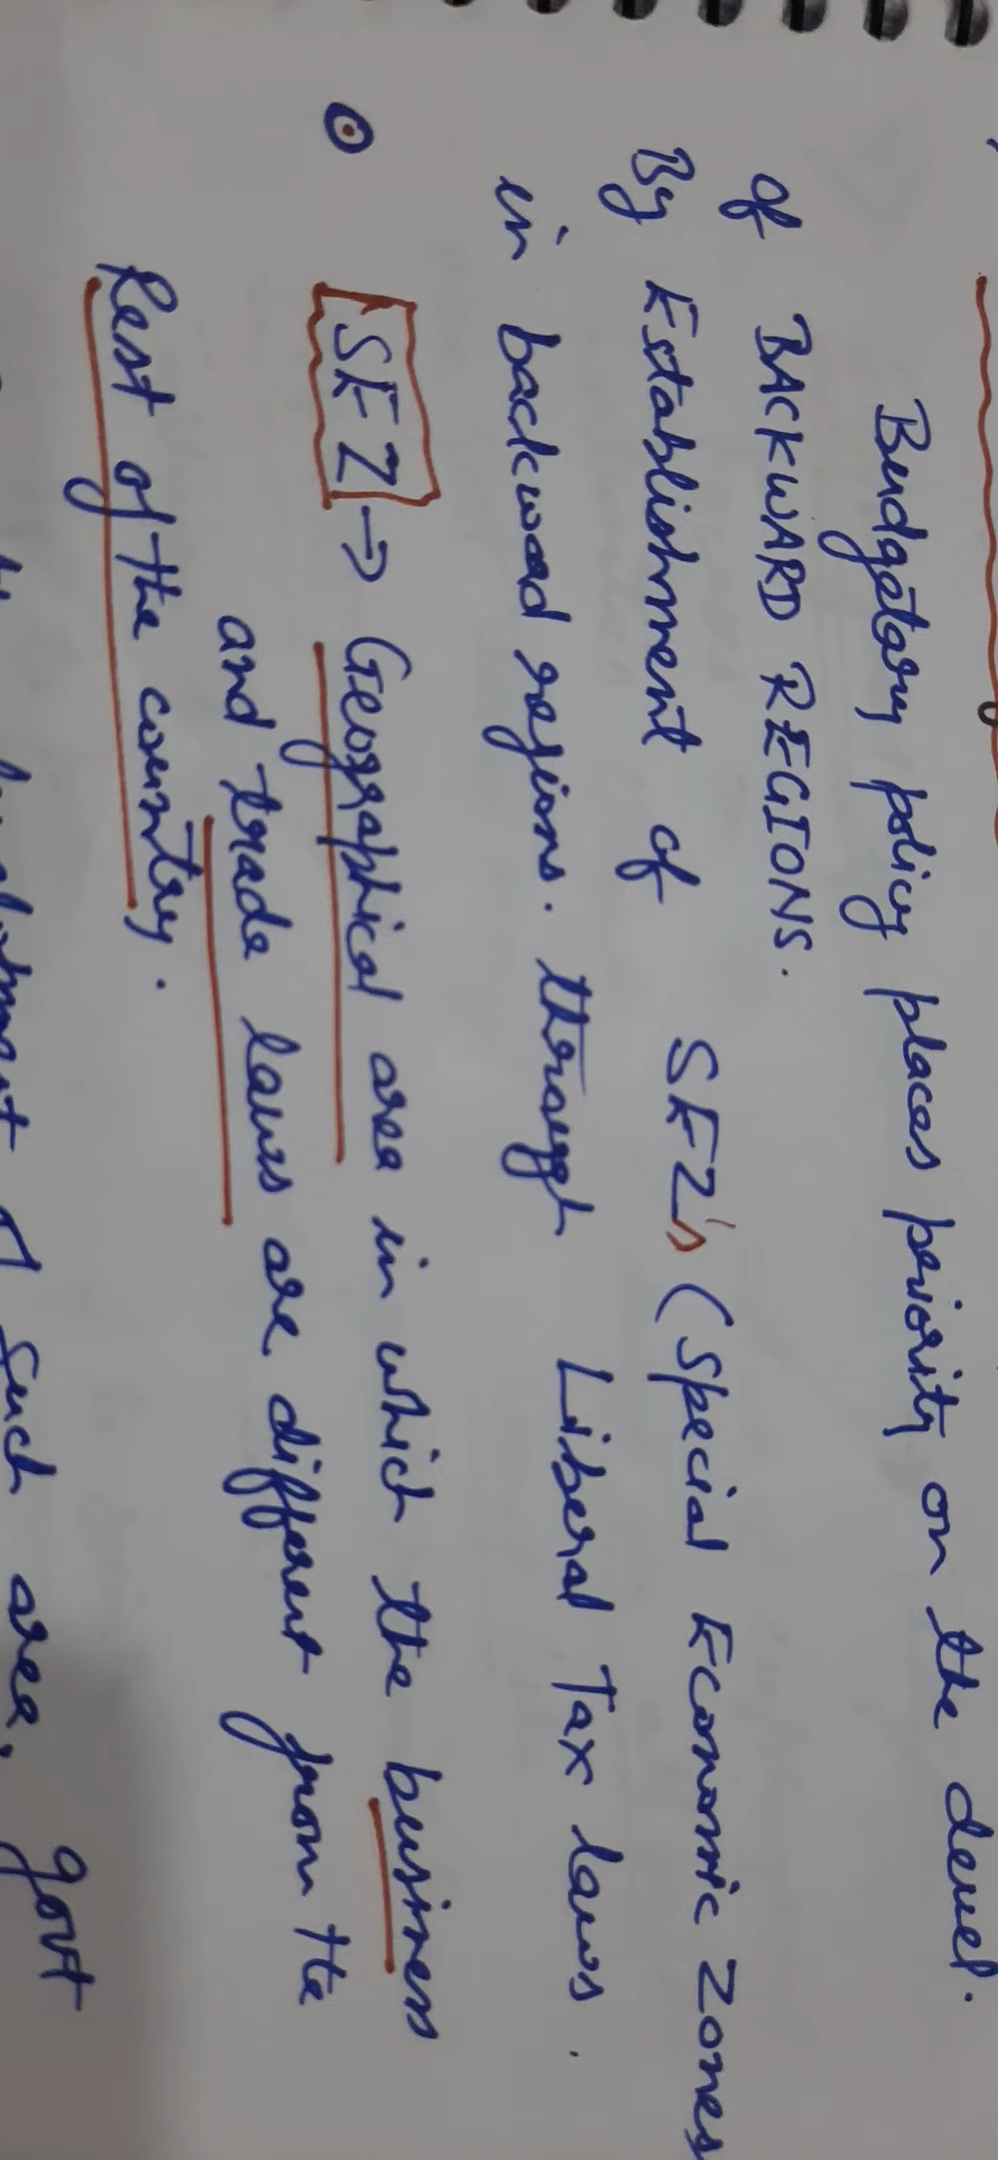 Budgetary policy places priority on the devel.
of BACKWARD REGIONS.
By Establishment of SEZ's (Special Economic Zones
in backward regions. through Liberal Tax laws.
SEZ → Geographical area in which the business
and trade laws are different from the
Rest of the country.
such area, govt